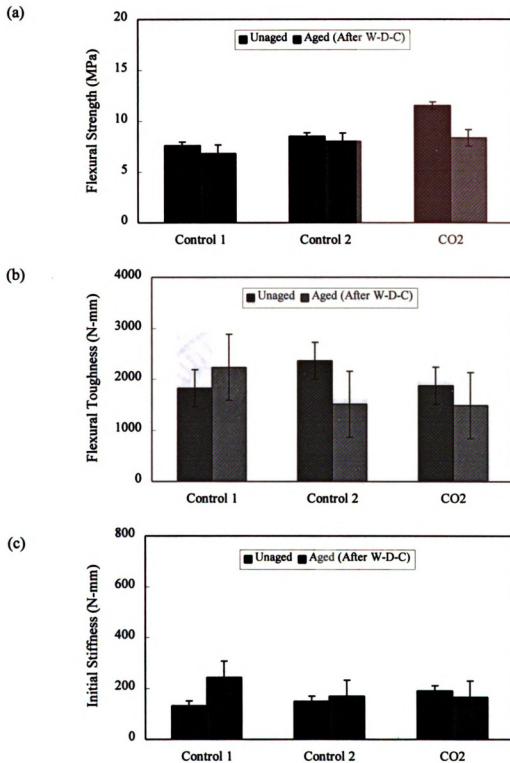 (a)
20
Unaged Aged (After W-D-C)
15
10
5
0
Flexural Strength (MPa)
Control 1 Control 2 CO2
(b)
4000
Unaged Aged (After W-D-C)
3000
2000
1000
0
Flexural Toughness (N-mm)
Control 1 Control 2 CO2
(c)
800
Unaged Aged (After W-D-C)
600
400
200
0
Initial Stiffness (N-mm)
Control 1 Control 2 CO2